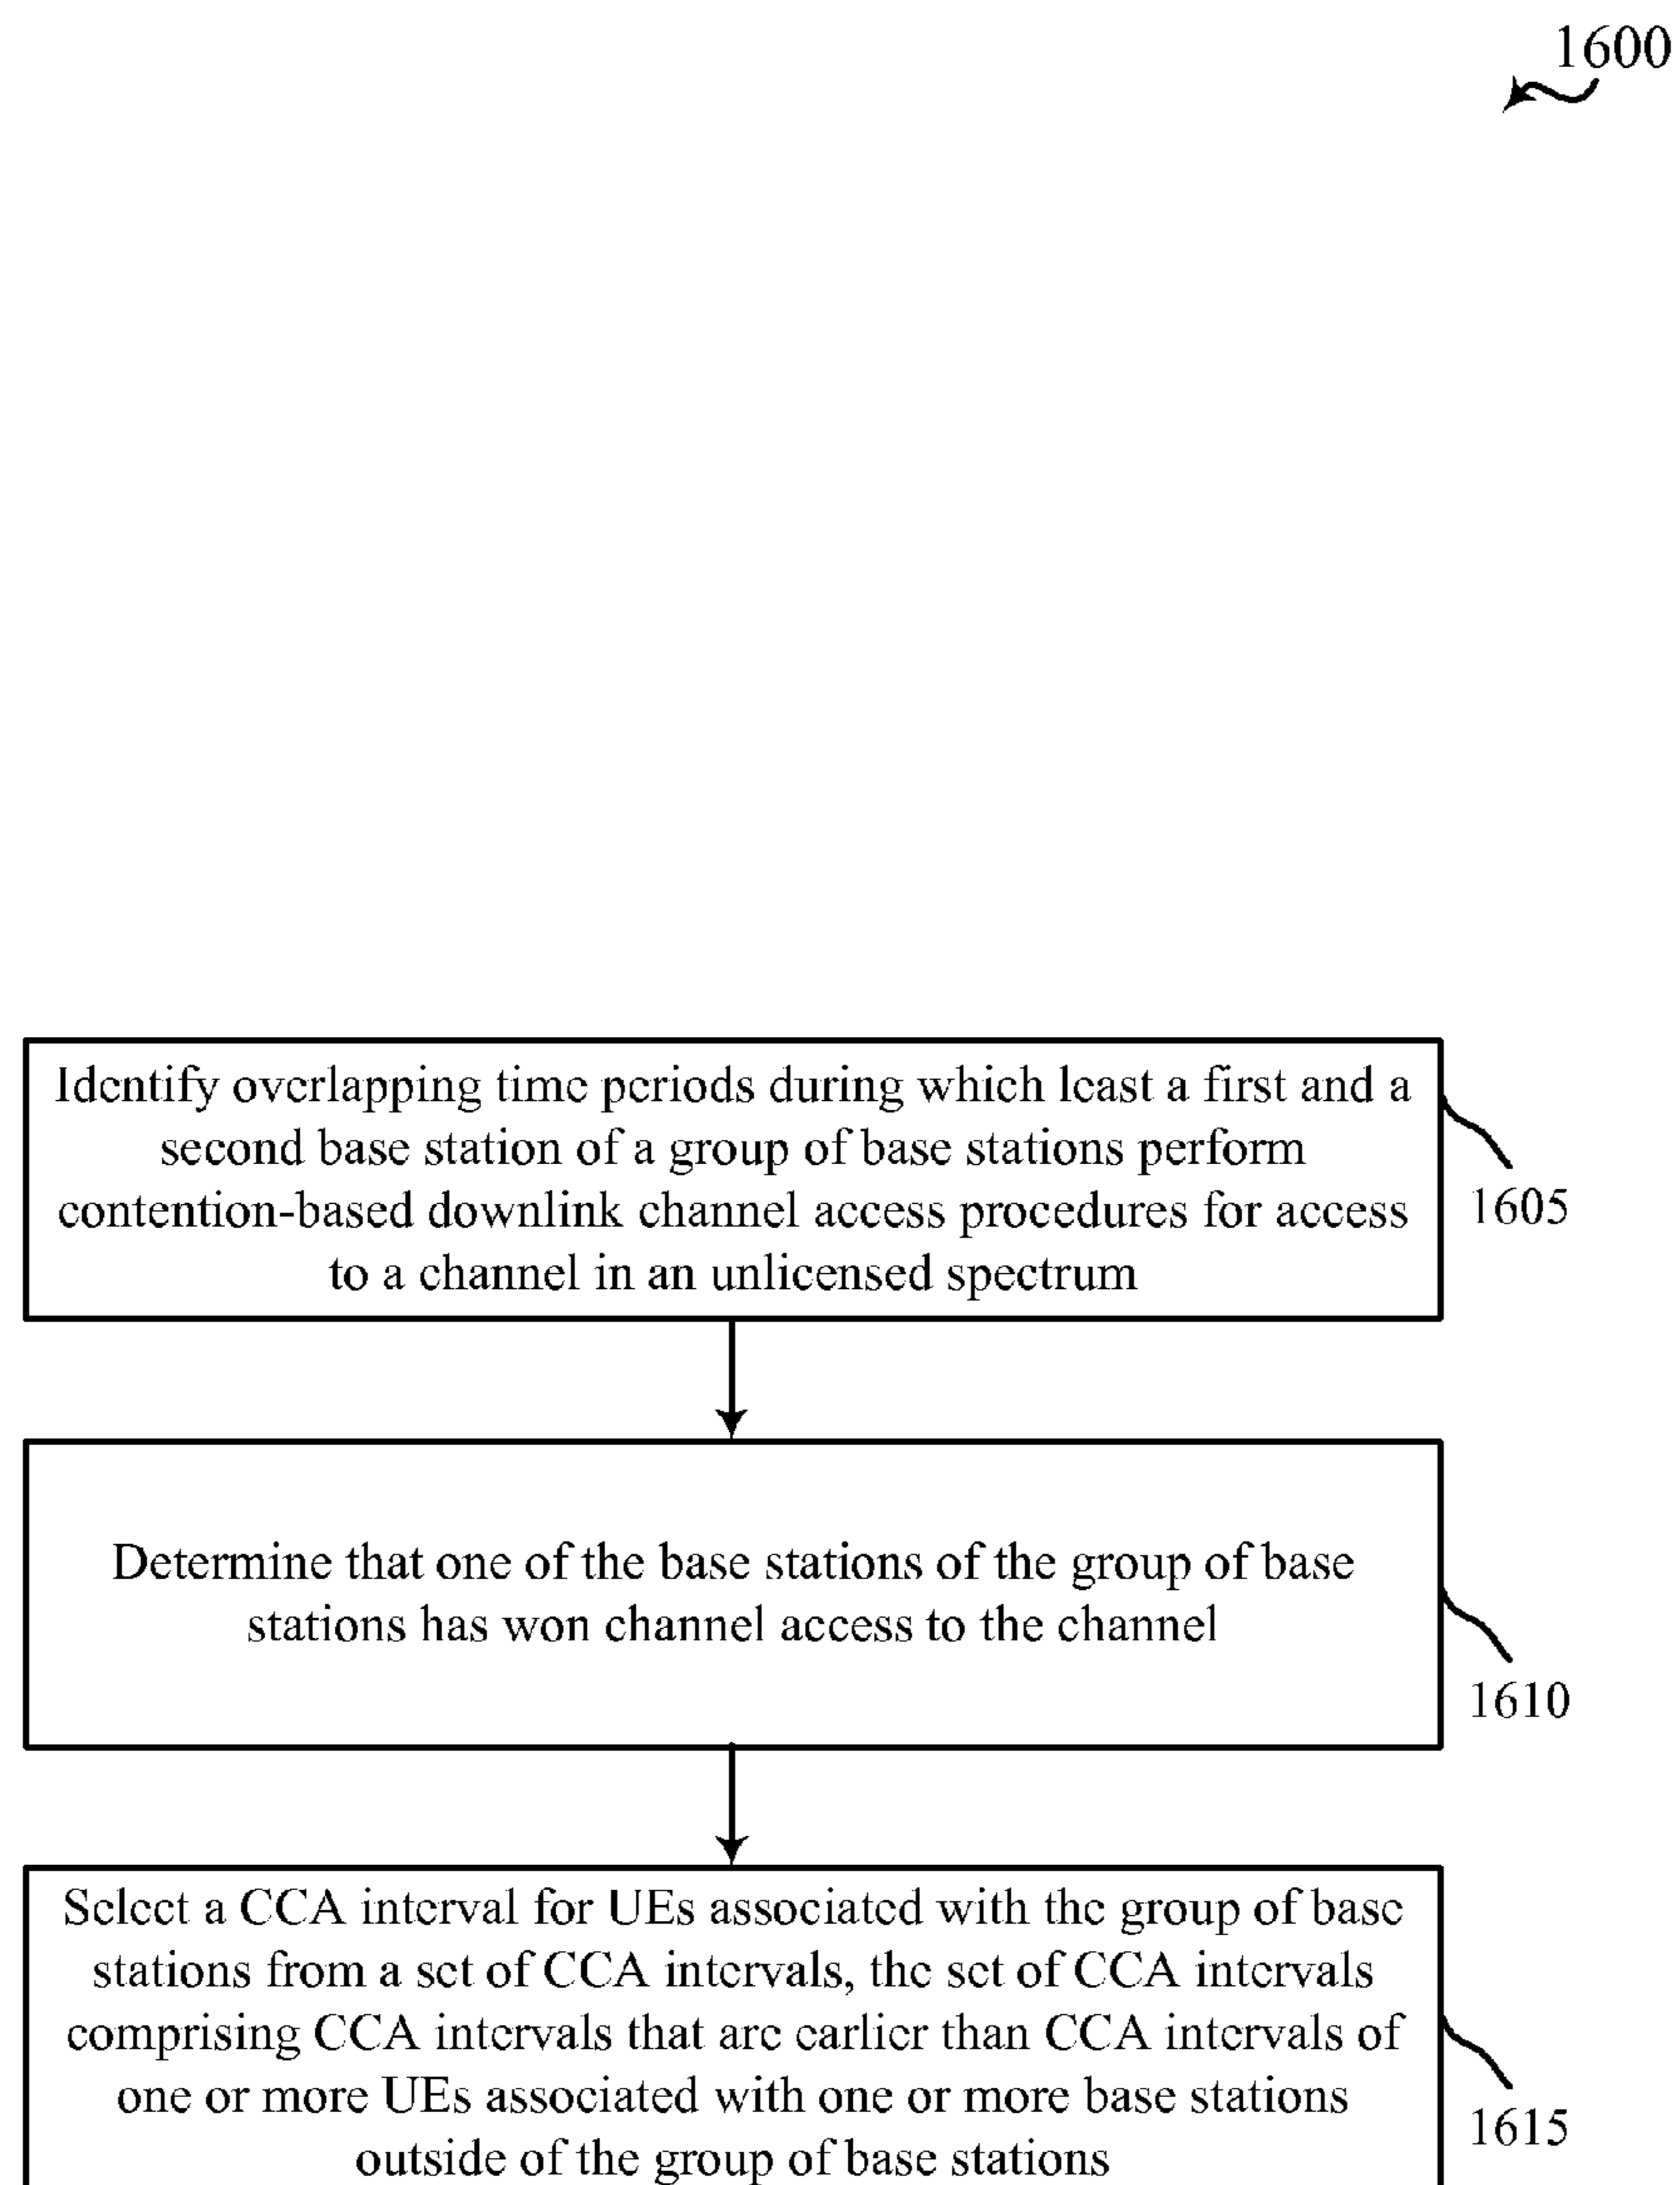 1600
Identify overlapping time periods during which least a first and a
second base station of a group of base stations perform
contention-based downlink channel access procedures for access
to a channel in an unlicensed spectrum
1605
Determine that one of the base stations of the group of base
stations has won channel access to the channel
1610
Select a CCA interval for UEs associated with the group of base
stations from a set of CCA intervals, the set of CCA intervals
comprising CCA intervals that are earlier than CCA intervals of
one or more UEs associated with one or more base stations
outside of the group of base stations
1615